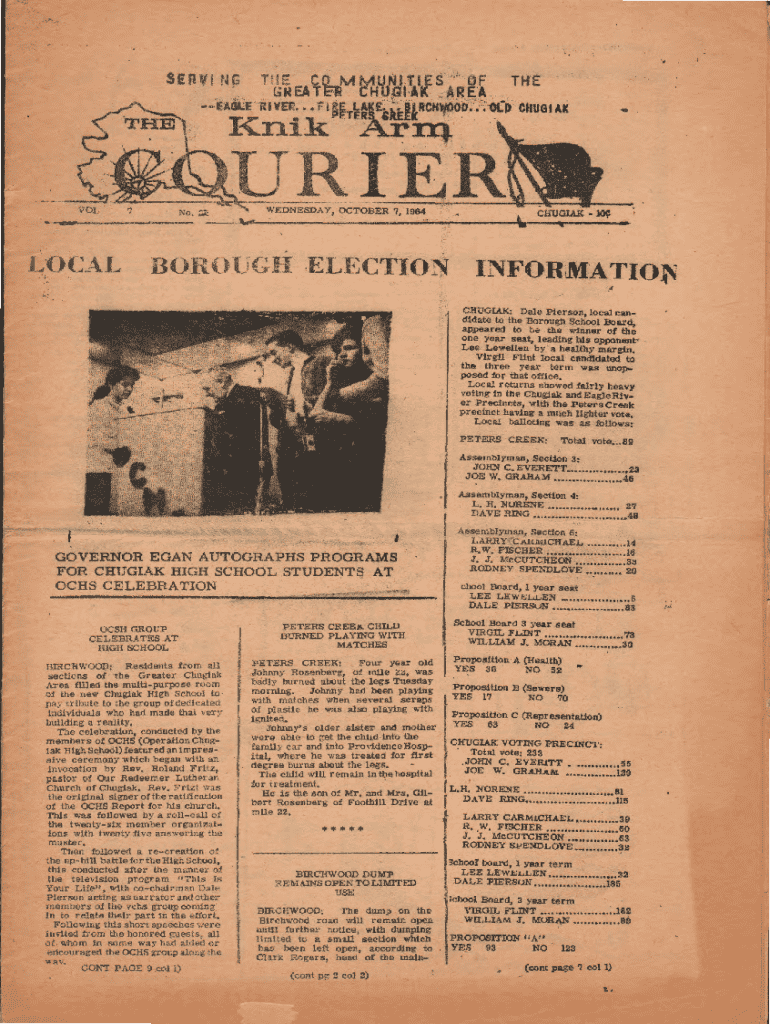 SERVING THE COMMUNITIES OF THE
GREATER CHUGIAK AREA
--EAGLE RIVER...FIRE LAKE...BIRCHWOOD...OLD CHUGIAK
PETERS CREEK
THE Knik Arm
COURIER
VOL 7 No. 22 WEDNESDAY, OCTOBER 7, 1964 CHUGIAK - 10¢
LOCAL BOROUGH ELECTION INFORMATION
OCH
GOVERNOR EGAN AUTOGRAPHS PROGRAMS
FOR CHUGIAK HIGH SCHOOL STUDENTS AT
OCHS CELEBRATION
OCSH GROUP
CELEBRATES AT
HIGH SCHOOL
BIRCHWOOD: Residents from all
sections of the Greater Chugiak
Area filled the multi-purpose room
of the new Chugiak High School to
pay tribute to the group of dedicated
individuals who had made that very
building a reality.
The celebration, conducted by the
members of OCHS (Operation Chug-
iak High School) featured an impres-
sive ceremony which began with an
invocation by Rev. Roland Fritz,
pastor of Our Redeemer Lutheran
Church of Chugiak. Rev. Fritz was
the original signer of the ratification
of the OCHS Report for his church.
This was followed by a roll-call of
the twenty-six member organizat-
ions with twenty five answering the
muster.
Then followed a re-creation of
the up-hill battle for the High School,
this conducted after the manner of
the television program "This Is
Your Life", with co-chairman Dale
Pierson acting as narrator and other
members of the vchs group coming
in to relate their part in the effort.
Following this short speeches were
invited from the honored guests, all
of whom in some way had aided or
encouraged the OCHS group along the
way.
CONT PAGE 9 col 1)
PETERS CREEK CHILD
BURNED PLAYING WITH
MATCHES
PETERS CREEK: Four year old
Johnny Rosenberg, of mile 22, was
badly burned about the legs Tuesday
morning. Johnny had been playing
with matches when several scraps
of plastic he was also playing with
ignited.
Johnny's older sister and mother
were able to get the child into the
family car and into Providence Hosp-
ital, where he was treated for first
degree burns about the legs.
The child will remain in the hospital
for treatment.
He is the son of Mr. and Mrs. Gil-
bert Rosenberg of Foothill Drive at
mile 22.
* * * * *
BIRCHWOOD DUMP
REMAINS OPEN TO LIMITED
USE
BIRCHWOOD: The dump on the
Birchwood road will remain open
until further notice, with dumping
limited to a small section which
has been left open, according to
Clark Rogers, head of the main-
(cont pg 2 col 2)
CHUGIAK: Dale Pierson, local can-
didate to the Borough School Board,
appeared to be the winner of the
one year seat, leading his opponent
Lee Lewellen by a healthy margin.
Virgil Flint local candidated to
the three year term was unop-
posed for that office.
Local returns showed fairly heavy
voting in the Chugiak and Eagle Riv-
er Precincts, with the Peters Creek
precinct having a much lighter vote.
Local balloting was as follows:
PETERS CREEK: Total vote...89
Assemblyman, Section 3:
JOHN C. EVERETT.................23
JOE W. GRAHAM ...................46
Assemblyman, Section 4:
L. H. NORENE ..................... 27
DAVE RING .........................48
Assemblyman, Section 5:
LARRY CARMICHAEL ...........14
R.W. FISCHER .....................16
J. J. McCUTCHEON ...............33
RODNEY SPENDLOVE .......... 20
chool Board, 1 year seat
LEE LEWELLEN ...................5
DALE PIERSON ....................83
School Board 3 year seat
VIRGIL FLINT ......................73
WILLIAM J. MORAN ..............30
Proposition A (Health)
YES 36 NO 52
Proposition B (Sewers)
YES 17 NO 70
Proposition C (Representation)
YES 63 NO 24
CHUGIAK VOTING PRECINCT:
Total vote: 233
JOHN C. EVERITT ...............55
JOE W. GRAHAM ................139
L.H. NORENE ........................81
DAVE RING.........................115
LARRY CARMICHAEL............39
R. W. FISCHER ...................60
J. J. McCUTCHEON ...............63
RODNEY SPENDLOVE............32
School board, 1 year term
LEE LEWELLEN ..................32
DALE PIERSON .....................185
School Board, 3 year term
VIRGIL FLINT .....................162
WILLIAM J. MORAN ..............
PROPOSITION "A"
YES 93 NO 123
(cont page 7 col 1)